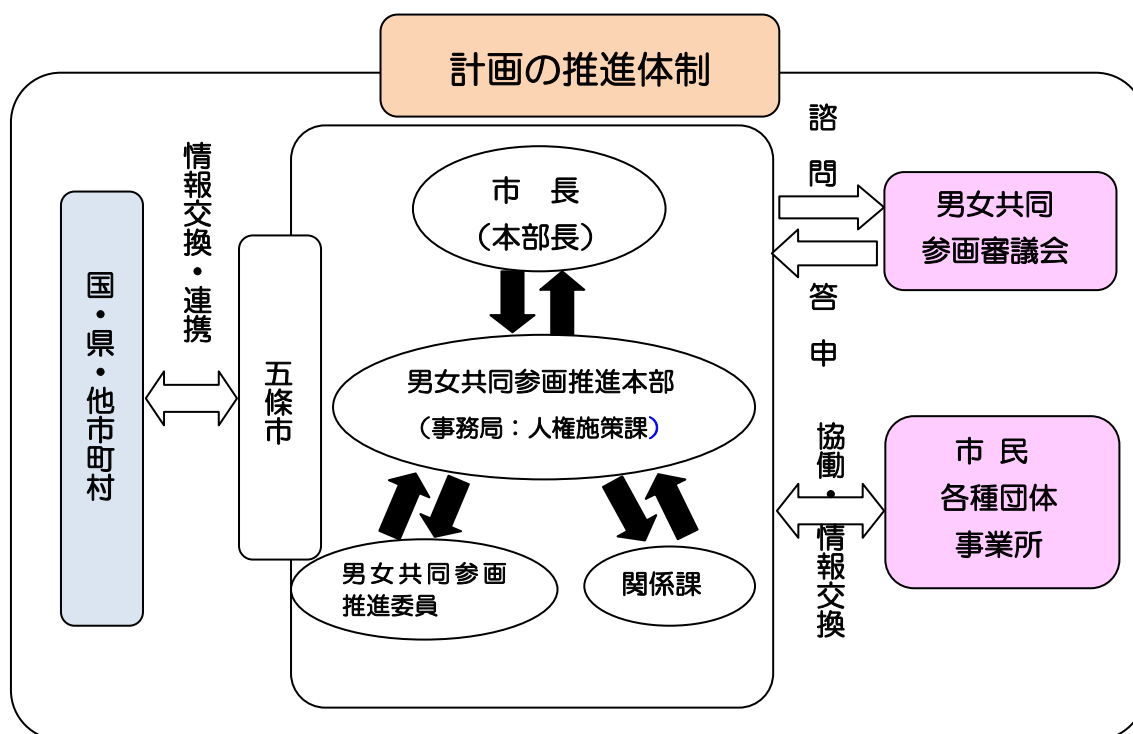 計画の推進体制
国・県・他市町村
情報交換・連携
五條市
市　長
（本部長）
男女共同参画推進本部
（事務局：人権施策課）
男女共同参画
推進委員
関係課
諮問
答申
男女共同
参画審議会
協働・情報交換
市 民
各種団体
事業所